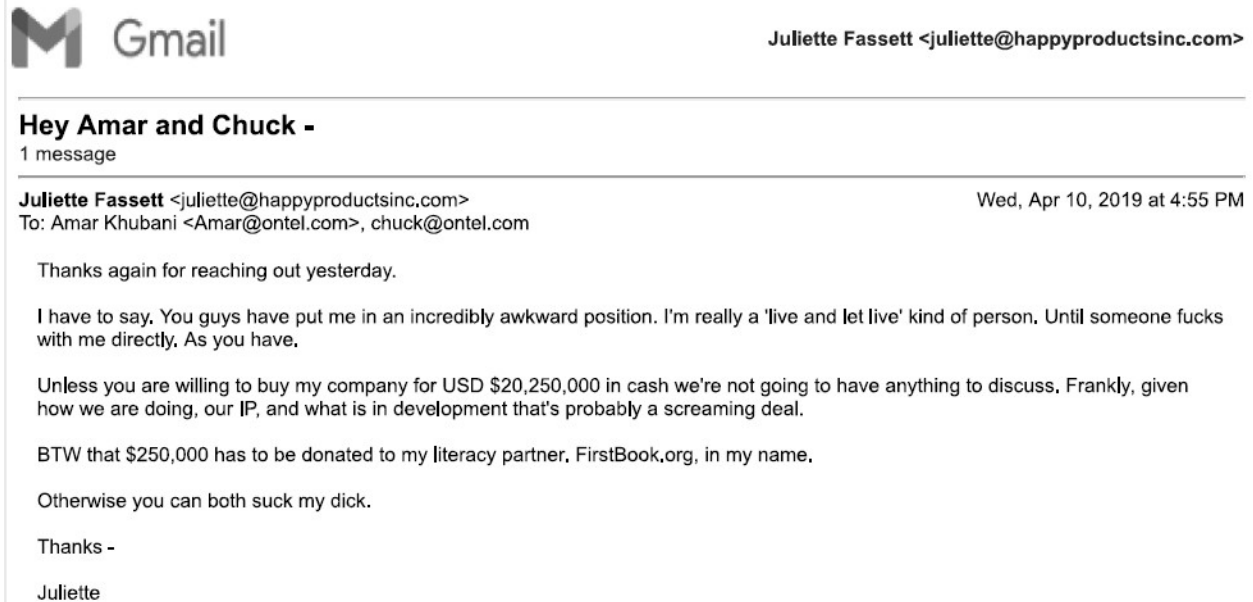 Gmail
Juliette Fassett <juliette@happyproductsinc.com>
Hey Amar and Chuck -
1 message
Juliette Fassett <juliette@happyproductsinc.com>
Wed, Apr 10, 2019 at 4:55 PM
To: Amar Khubani <Amar@ontel.com>, chuck@ontel.com
Thanks again for reaching out yesterday.
I have to say. You guys have put me in an incredibly awkward position. I'm really a 'live and let live' kind of person. Until someone fucks
with me directly. As you have.
Unless you are willing to buy my company for USD $20,250,000 in cash we're not going to have anything to discuss. Frankly, given
how we are doing, our IP, and what is in development that's probably a screaming deal.
BTW that $250,000 has to be donated to my literacy partner. FirstBook.org, in my name.
Otherwise you can both suck my dick.
Thanks -
Juliette